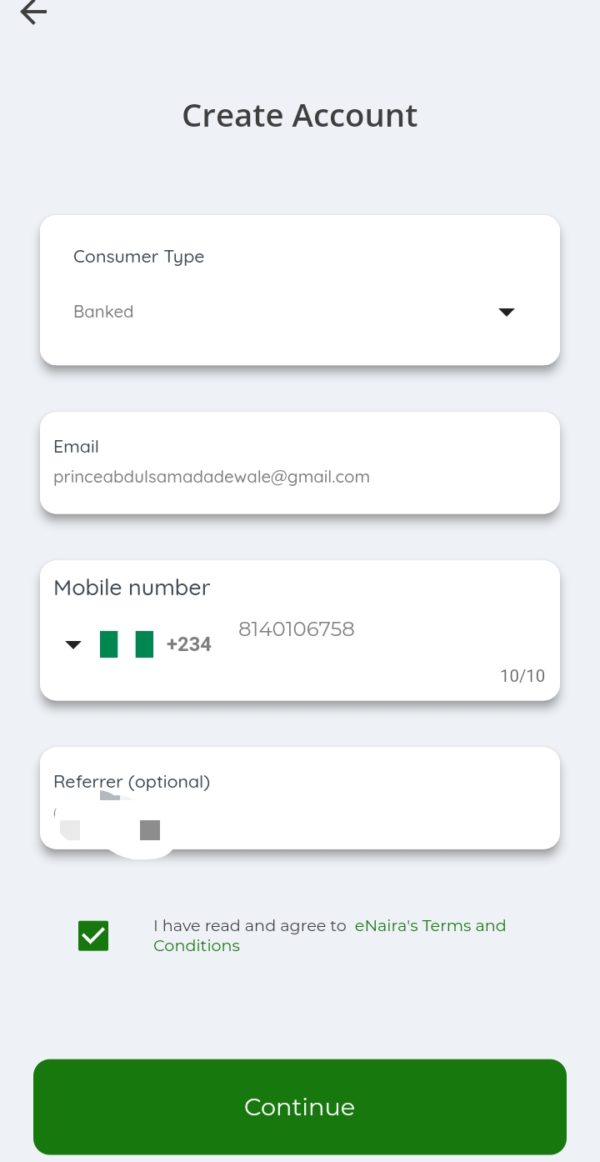 Create Account
Consumer Type
Banked
Email
princeabdulsamadadewale@gmail.com
Mobile number
+234 8140106758
10/10
Referrer (optional)
I have read and agree to eNaira's Terms and
Conditions
Continue